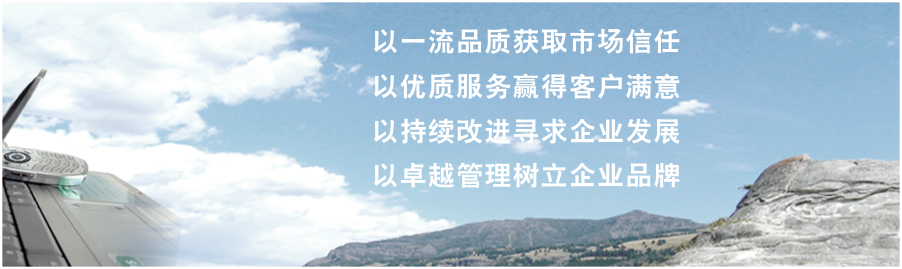 以一流品质获取市场信任
以优质服务赢得客户满意
以持续改进寻求企业发展
以卓越管理树立企业品牌